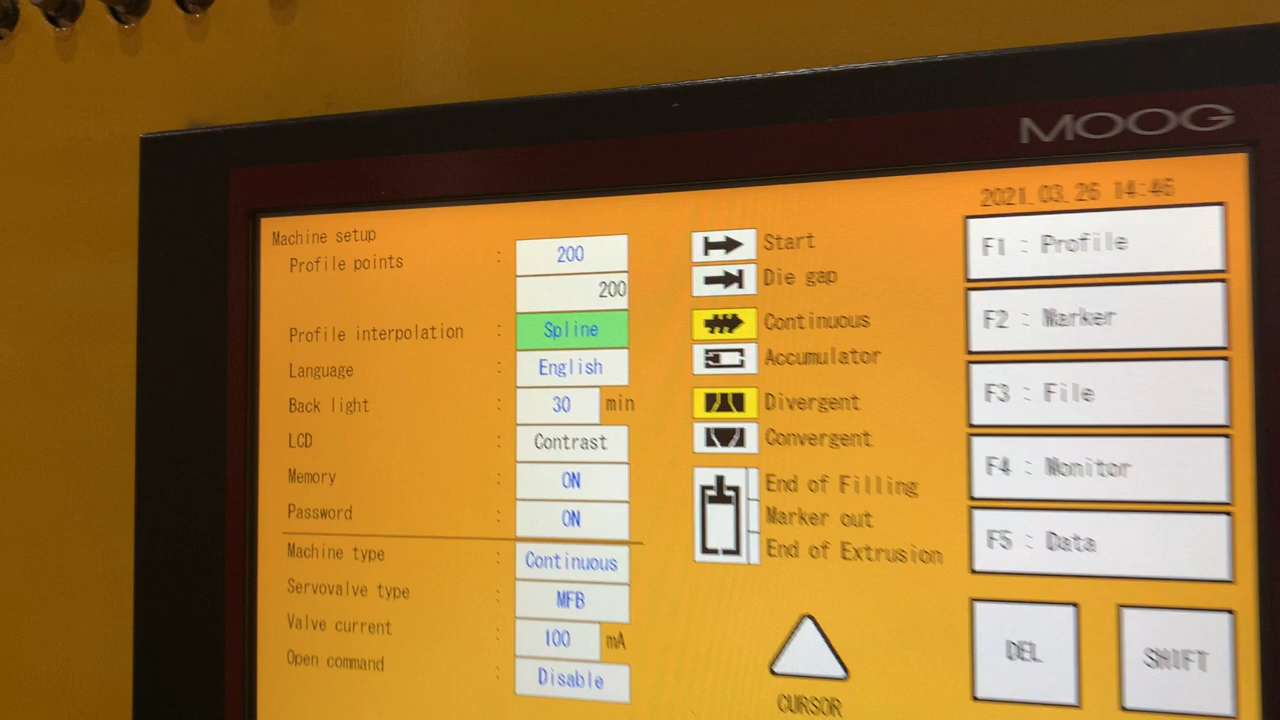 MOOG
2021.03.26 14:46
Machine setup
Profile points : 200
200
Profile interpolation : Spline
Language : English
Back light : 30 min
LCD : Contrast
Memory : ON
Password : ON
Machine type : Continuous
Servovalve type : MFB
Valve current : 100 mA
Open command : Disable
Start
Die gap
Continuous
Accumulator
Divergent
Convergent
End of Filling
Marker out
End of Extrusion
CURSOR
F1 : Profile
F2 : Marker
F3 : File
F4 : Monitor
F5 : Data
DEL
SHIFT